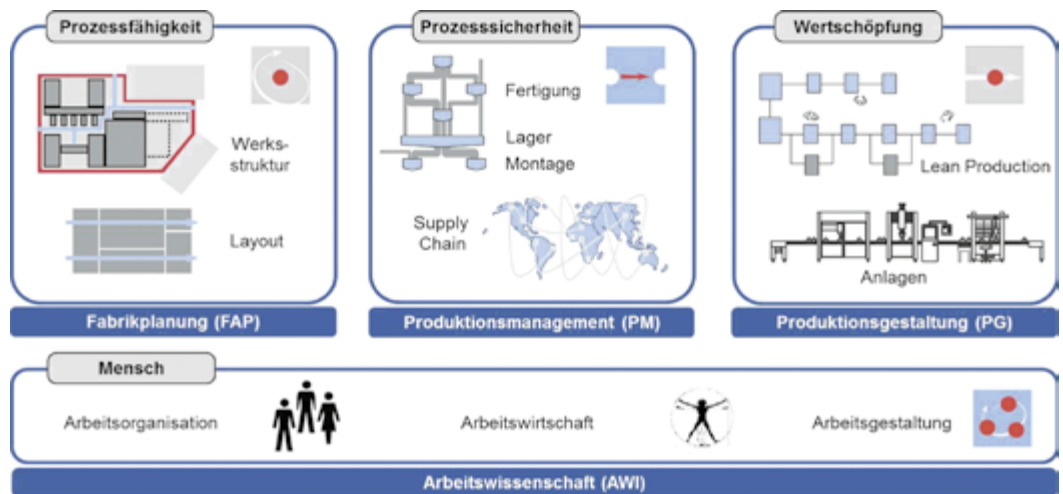 Prozessfähigkeit
Werks-
struktur
Layout
Fabrikplanung (FAP)
Prozesssicherheit
Fertigung
Lager
Montage
Supply
Chain
Produktionsmanagement (PM)
Wertschöpfung
Lean Production
Anlagen
Produktionsgestaltung (PG)
Mensch
Arbeitsorganisation
Arbeitswirtschaft
Arbeitsgestaltung
Arbeitswissenschaft (AWI)